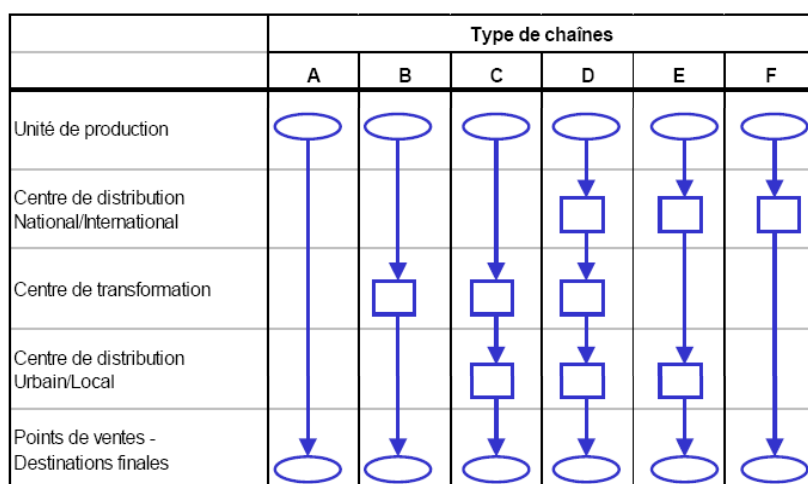 Type de chaînes
A B C D E F
Unité de production
Centre de distribution
National/International
Centre de transformation
Centre de distribution
Urbain/Local
Points de ventes -
Destinations finales